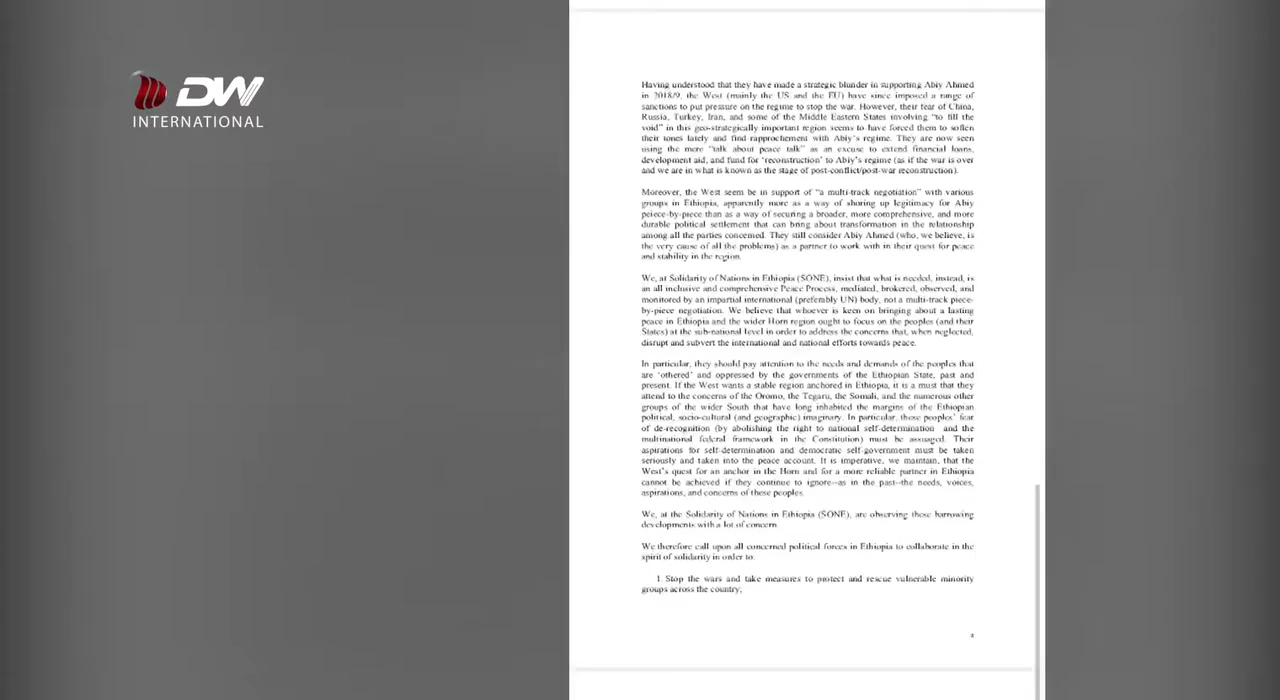 DW
INTERNATIONAL
Having understood that they have made a strategic blunder in supporting Abiy Ahmed
in 2018/9, the West (mainly the US and the EU) have since imposed a range of
sanctions to put pressure on the regime to stop the war. However, their fear of China,
Russia, Turkey, Iran, and some of the Middle Eastern States involving “to fill the
void” in this geo-strategically important region seems to have forced them to soften
their tones lately and find rapprochement with Abiy’s regime. They are now seen
using the mere “talk about peace talk” as an excuse to extend financial loans,
development aid, and fund for ‘reconstruction’ to Abiy’s regime (as if the war is over
and we are in what is known as the stage of post-conflict/post-war reconstruction).
Moreover, the West seem be in support of “a multi-track negotiation” with various
groups in Ethiopia, apparently more as a way of shoring up legitimacy for Abiy
peiece-by-piece than as a way of securing a broader, more comprehensive, and more
durable political settlement that can bring about transformation in the relationship
among all the parties concerned. They still consider Abiy Ahmed (who, we believe, is
the very cause of all the problems) as a partner to work with in their quest for peace
and stability in the region.
We, at Solidarity of Nations in Ethiopia (SONE), insist that what is needed, instead, is
an all inclusive and comprehensive Peace Process, mediated, brokered, observed, and
monitored by an impartial international (preferably UN) body, not a multi-track piece-
by-piece negotiation. We believe that whoever is keen on bringing about a lasting
peace in Ethiopia and the wider Horn region ought to focus on the peoples (and their
States) at the sub-national level in order to address the concerns that, when neglected,
disrupt and subvert the international and national efforts towards peace.
In particular, they should pay attention to the needs and demands of the peoples that
are ‘othered’ and oppressed by the governments of the Ethiopian State, past and
present. If the West wants a stable region anchored in Ethiopia, it is a must that they
attend to the concerns of the Oromo, the Tegaru, the Somali, and the numerous other
groups of the wider South that have long inhabited the margins of the Ethiopian
political, socio-cultural (and geographic) imaginary. In particular, these peoples’ fear
of de-recognition (by abolishing the right to national self-determination and the
multinational federal framework in the Constitution) must be assuaged. Their
aspirations for self-determination and democratic self-government must be taken
seriously and taken into the peace account. It is imperative, we maintain, that the
West’s quest for an anchor in the Horn and for a more reliable partner in Ethiopia
cannot be achieved if they continue to ignore--as in the past--the needs, voices,
aspirations, and concerns of these peoples.
We, at the Solidarity of Nations in Ethiopia (SONE), are observing these harrowing
developments with a lot of concern.
We therefore call upon all concerned political forces in Ethiopia to collaborate in the
spirit of solidarity in order to:
1. Stop the wars and take measures to protect and rescue vulnerable minority
groups across the country;